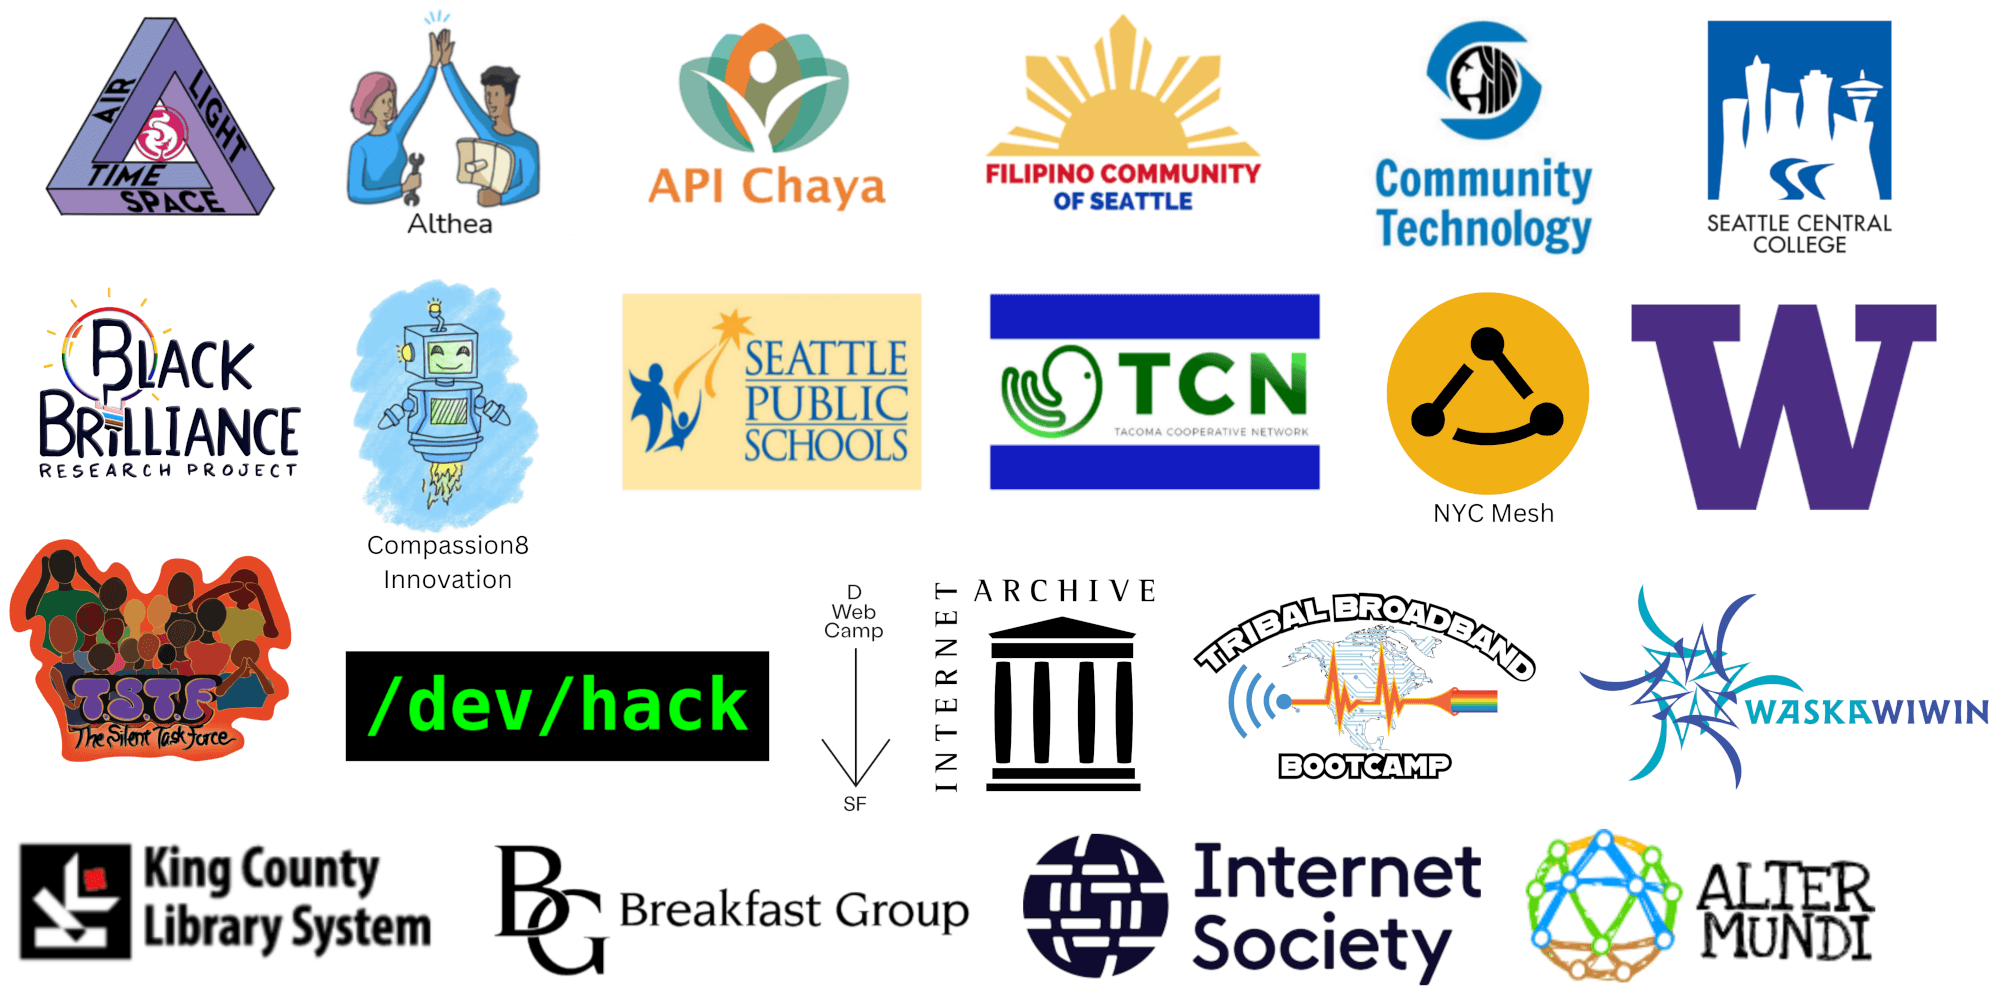 AIR
LIGHT
TIME
SPACE
Althea
API Chaya
FILIPINO COMMUNITY
OF SEATTLE
Community
Technology
SEATTLE CENTRAL
COLLEGE
BLACK
BRILLIANCE
RESEARCH PROJECT
Compassion8
Innovation
SEATTLE
PUBLIC
SCHOOLS
TCN
TACOMA COOPERATIVE NETWORK
NYC Mesh
W
T.S.T.F
The Silent Task Force
/dev/hack
D
Web
Camp
SF
INTERNET
ARCHIVE
TRIBAL BROADBAND
BOOTCAMP
WASKAWIWIN
King County
Library System
BG
Breakfast Group
Internet
Society
ALTER
MUNDI